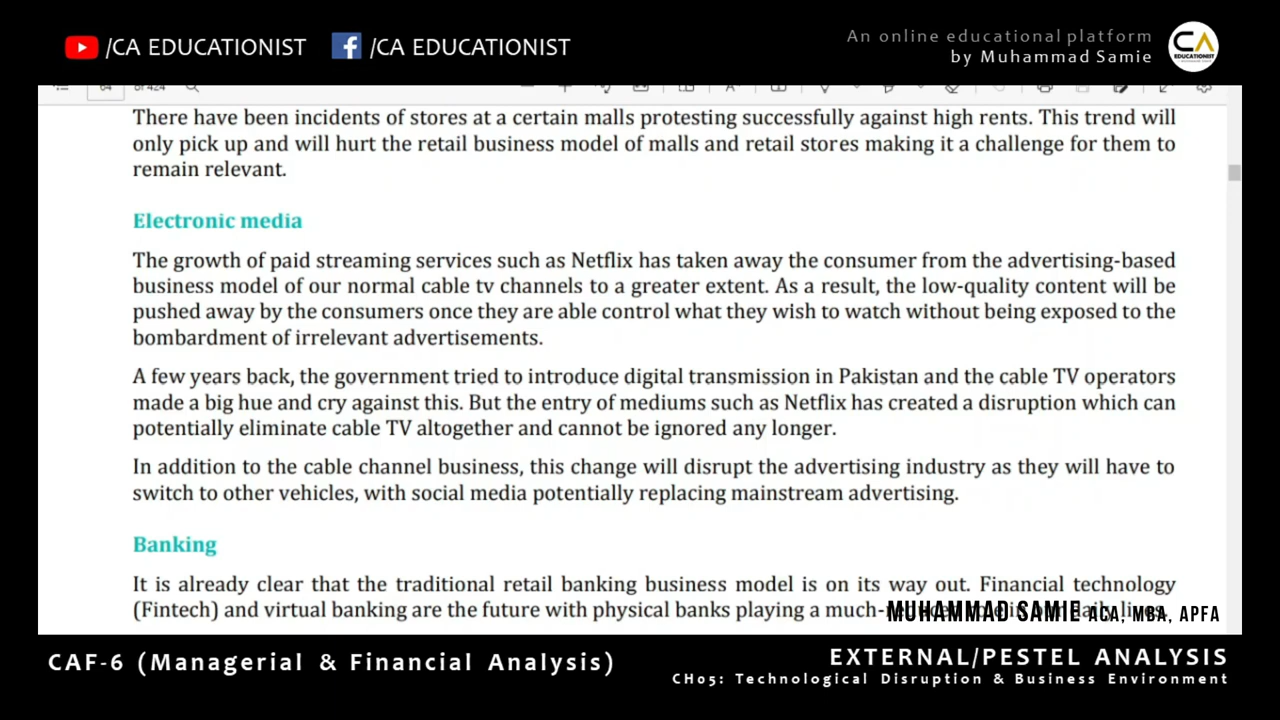 /CA EDUCATIONIST
/CA EDUCATIONIST
An online educational platform
by Muhammad Samie
CA
EDUCATIONIST
64
of 424
There have been incidents of stores at a certain malls protesting successfully against high rents. This trend will
only pick up and will hurt the retail business model of malls and retail stores making it a challenge for them to
remain relevant.
Electronic media
The growth of paid streaming services such as Netflix has taken away the consumer from the advertising-based
business model of our normal cable tv channels to a greater extent. As a result, the low-quality content will be
pushed away by the consumers once they are able control what they wish to watch without being exposed to the
bombardment of irrelevant advertisements.
A few years back, the government tried to introduce digital transmission in Pakistan and the cable TV operators
made a big hue and cry against this. But the entry of mediums such as Netflix has created a disruption which can
potentially eliminate cable TV altogether and cannot be ignored any longer.
In addition to the cable channel business, this change will disrupt the advertising industry as they will have to
switch to other vehicles, with social media potentially replacing mainstream advertising.
Banking
It is already clear that the traditional retail banking business model is on its way out. Financial technology
(Fintech) and virtual banking are the future with physical banks playing a much-
MUHAMMAD SAMIE ACA, MBA, APFA
CAF-6 (Managerial & Financial Analysis)
EXTERNAL/PESTEL ANALYSIS
CH05: Technological Disruption & Business Environment